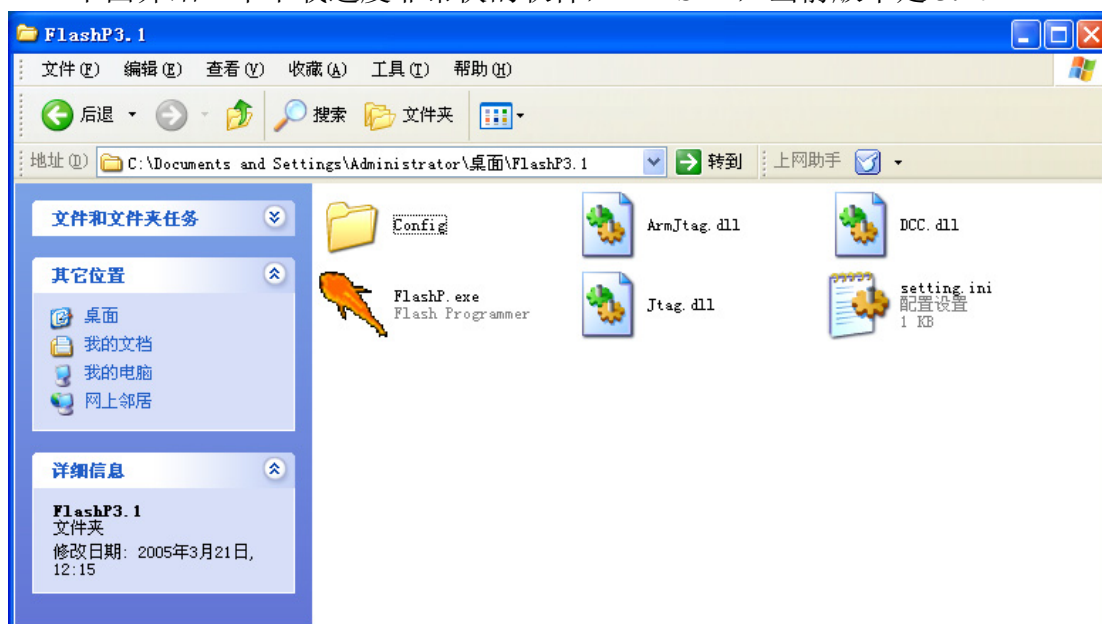 FlashP3.1
文件(F) 编辑(E) 查看(V) 收藏(A) 工具(T) 帮助(H)
后退 搜索 文件夹
地址(D) C:\Documents and Settings\Administrator\桌面\FlashP3.1 转到 上网助手
文件和文件夹任务
其它位置
桌面
我的文档
我的电脑
网上邻居
详细信息
FlashP3.1
文件夹
修改日期: 2005年3月21日,
12:15
Config
ArmJtag.dll
DCC.dll
FlashP.exe
Flash Programmer
Jtag.dll
setting.ini
配置设置
1 KB